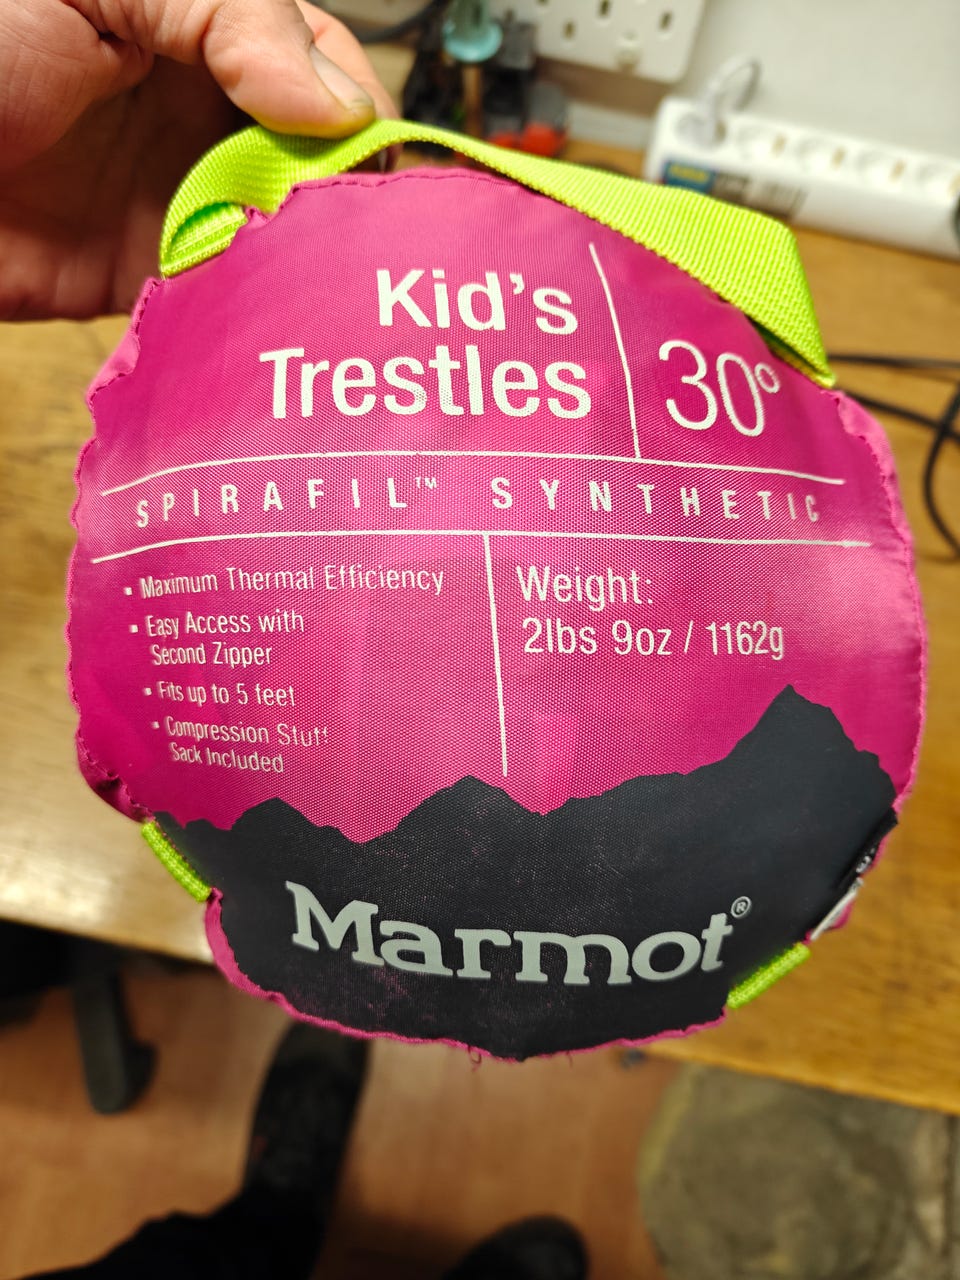 Kid's
Trestles
30°
SPIRAFIL™ SYNTHETIC
▪ Maximum Thermal Efficiency
▪ Easy Access with
Second Zipper
▪ Fits up to 5 feet
▪ Compression Stuff
Sack Included
Weight:
2lbs 9oz / 1162g
Marmot®